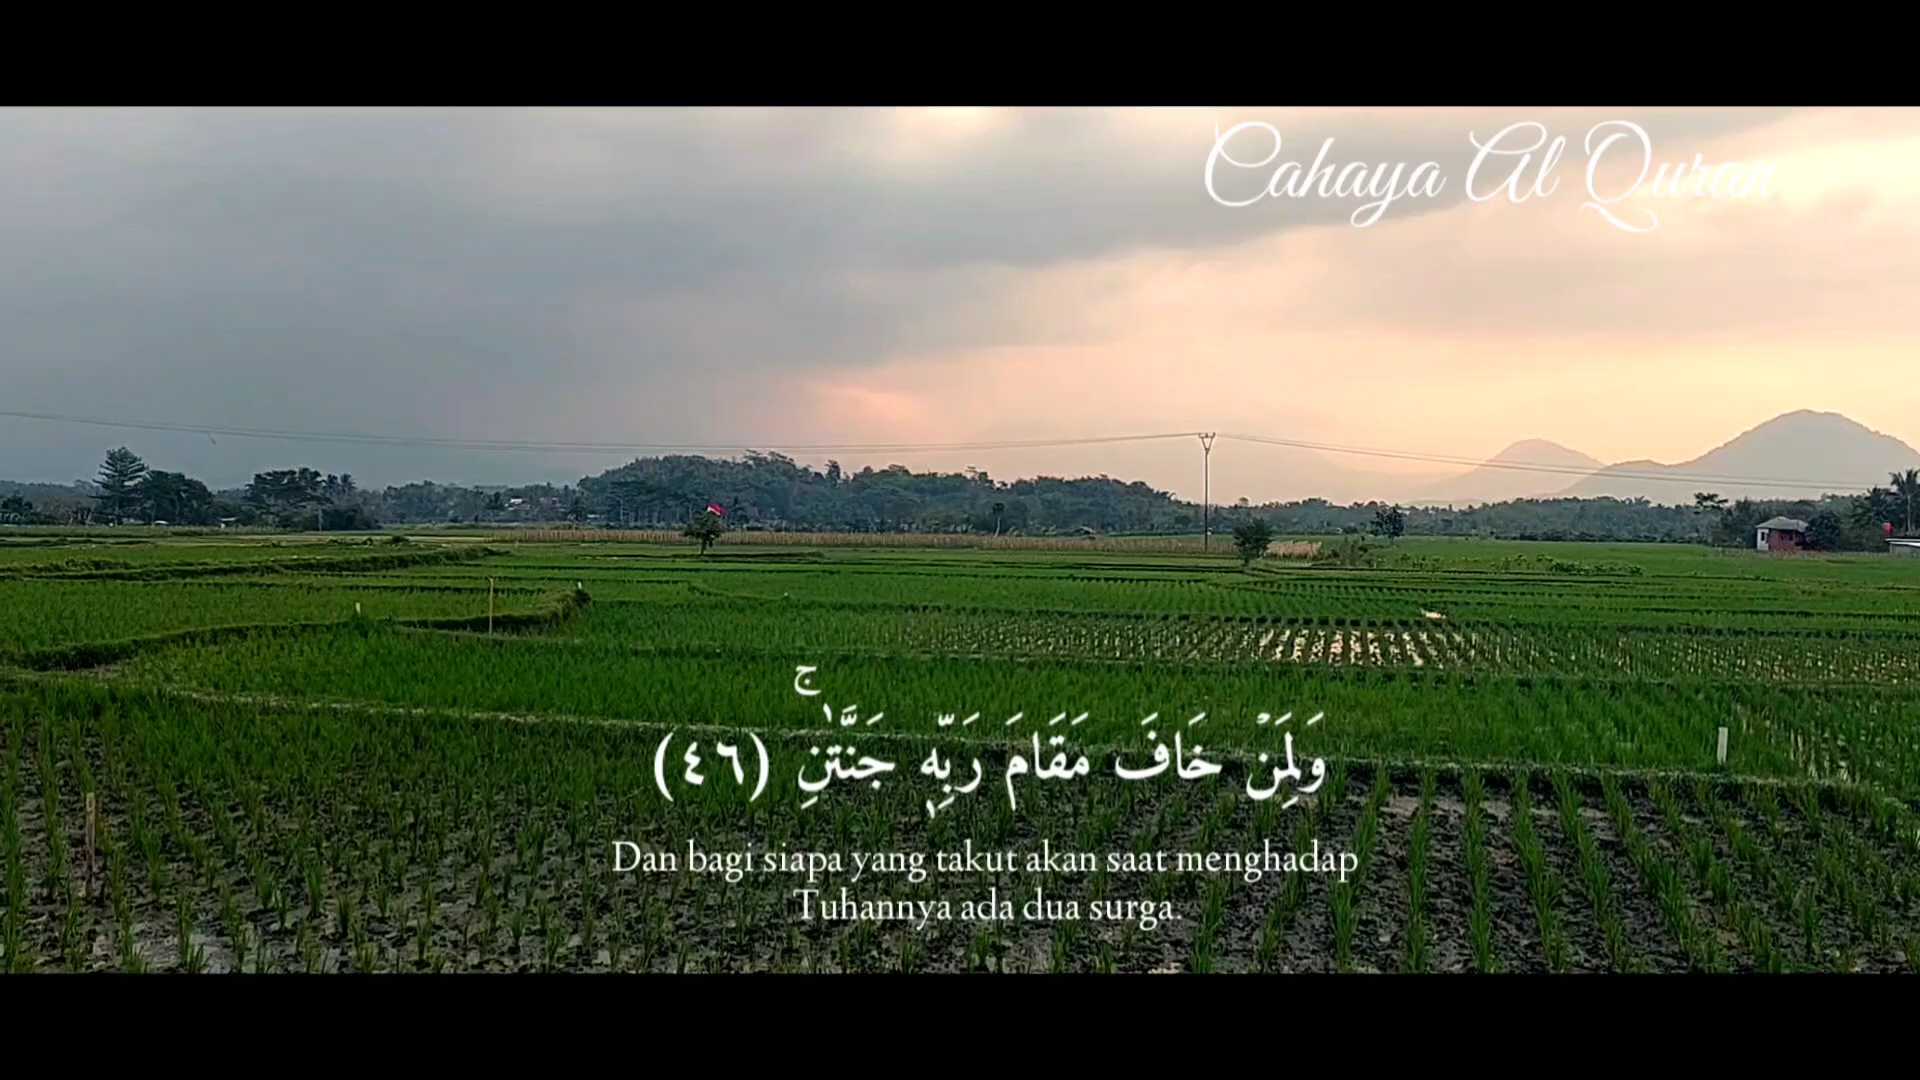 Cahaya Al Quran
وَلِمَنْ خَافَ مَقَامَ رَبِّهٖ جَنَّتٰنِۚ (٤٦)
Dan bagi siapa yang takut akan saat menghadap
Tuhannya ada dua surga.